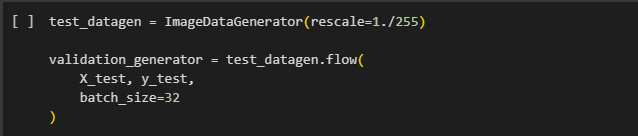 [ ] test_datagen = ImageDataGenerator(rescale=1./255)
validation_generator = test_datagen.flow(
X_test, y_test,
batch_size=32
)